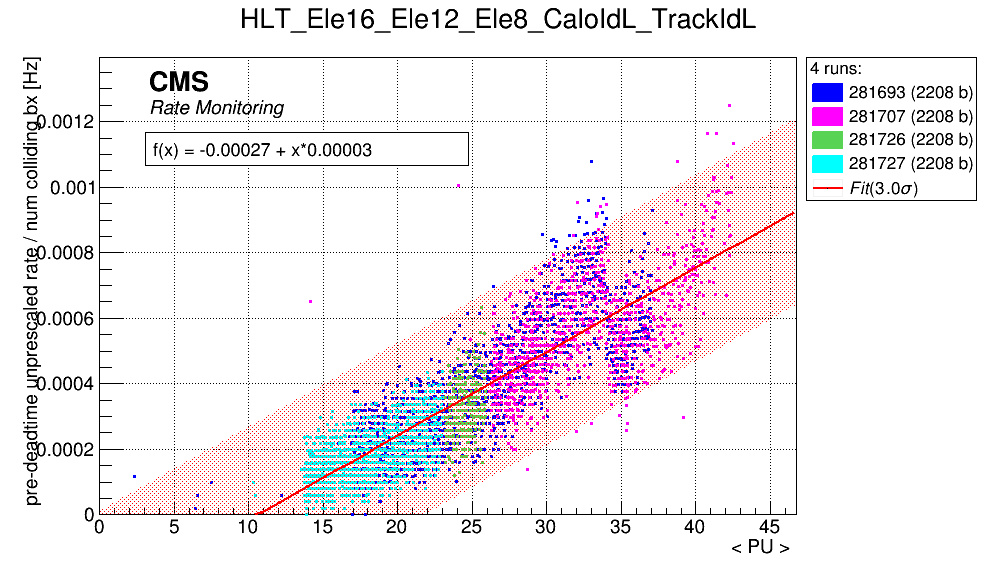 HLT_Ele16_Ele12_Ele8_CaloIdL_TrackIdL
pre-deadtime unprescaled rate / num colliding bx [Hz]
CMS
Rate Monitoring
f(x) = -0.00027 + x*0.00003
0.0012
0.001
0.0008
0.0006
0.0004
0.0002
0
0 5 10 15 20 25 30 35 40 45
< PU >
4 runs:
281693 (2208 b)
281707 (2208 b)
281726 (2208 b)
281727 (2208 b)
Fit(3.0σ)